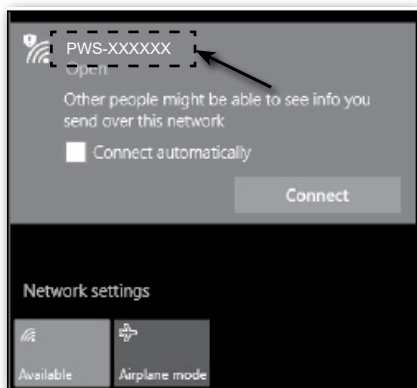 PWS-XXXXXX
Open
Other people might be able to see info you
send over this network
Connect automatically
Connect
Network settings
Available
Airplane mode